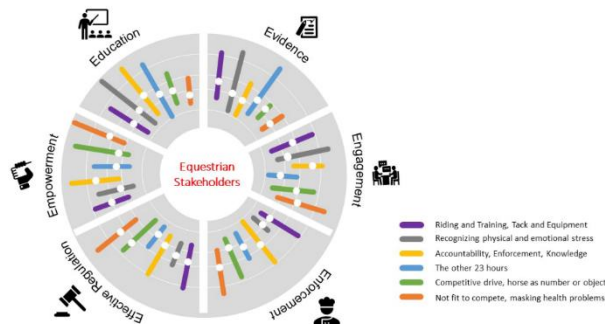 Education
Evidence
Empowerment
Equestrian
Stakeholders
Engagement
Effective Regulation
Enforcement
Riding and Training, Tack and Equipment
Recognizing physical and emotional stress
Accountability, Enforcement, Knowledge
The other 23 hours
Competitive drive, horse as number or object
Not fit to compete, masking health problems